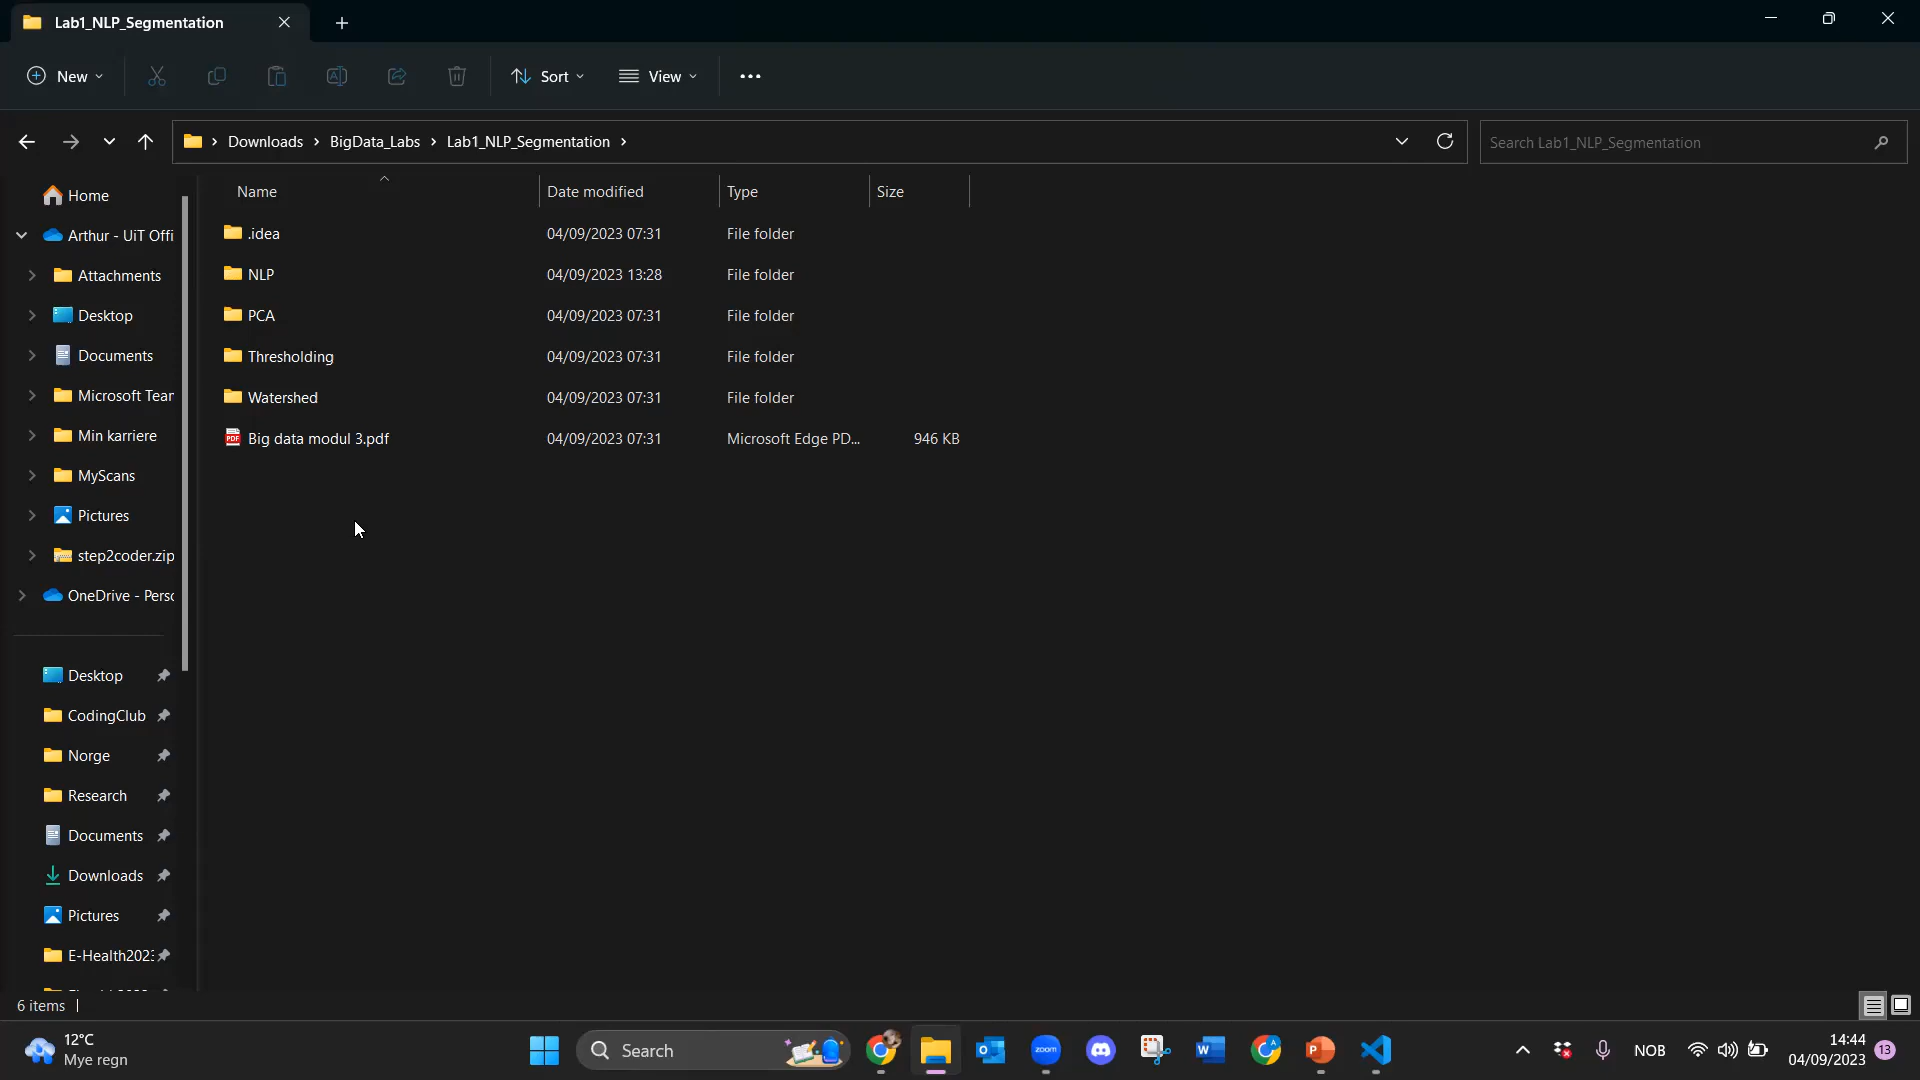 Lab1_NLP_Segmentation
New
Sort
View
Downloads > BigData_Labs > Lab1_NLP_Segmentation >
Search Lab1_NLP_Segmentation
Name Date modified Type Size
.idea 04/09/2023 07:31 File folder
NLP 04/09/2023 13:28 File folder
PCA 04/09/2023 07:31 File folder
Thresholding 04/09/2023 07:31 File folder
Watershed 04/09/2023 07:31 File folder
Big data modul 3.pdf 04/09/2023 07:31 Microsoft Edge PD... 946 KB
Home
Arthur - UiT Offi
Attachments
Desktop
Documents
Microsoft Tear
Min karriere
MyScans
Pictures
step2coder.zip
OneDrive - Perso
Desktop
CodingClub
Norge
Research
Documents
Downloads
Pictures
E-Health2023
6 items
12°C
Mye regn
Search
zoom
NOB
14:44
04/09/2023
13